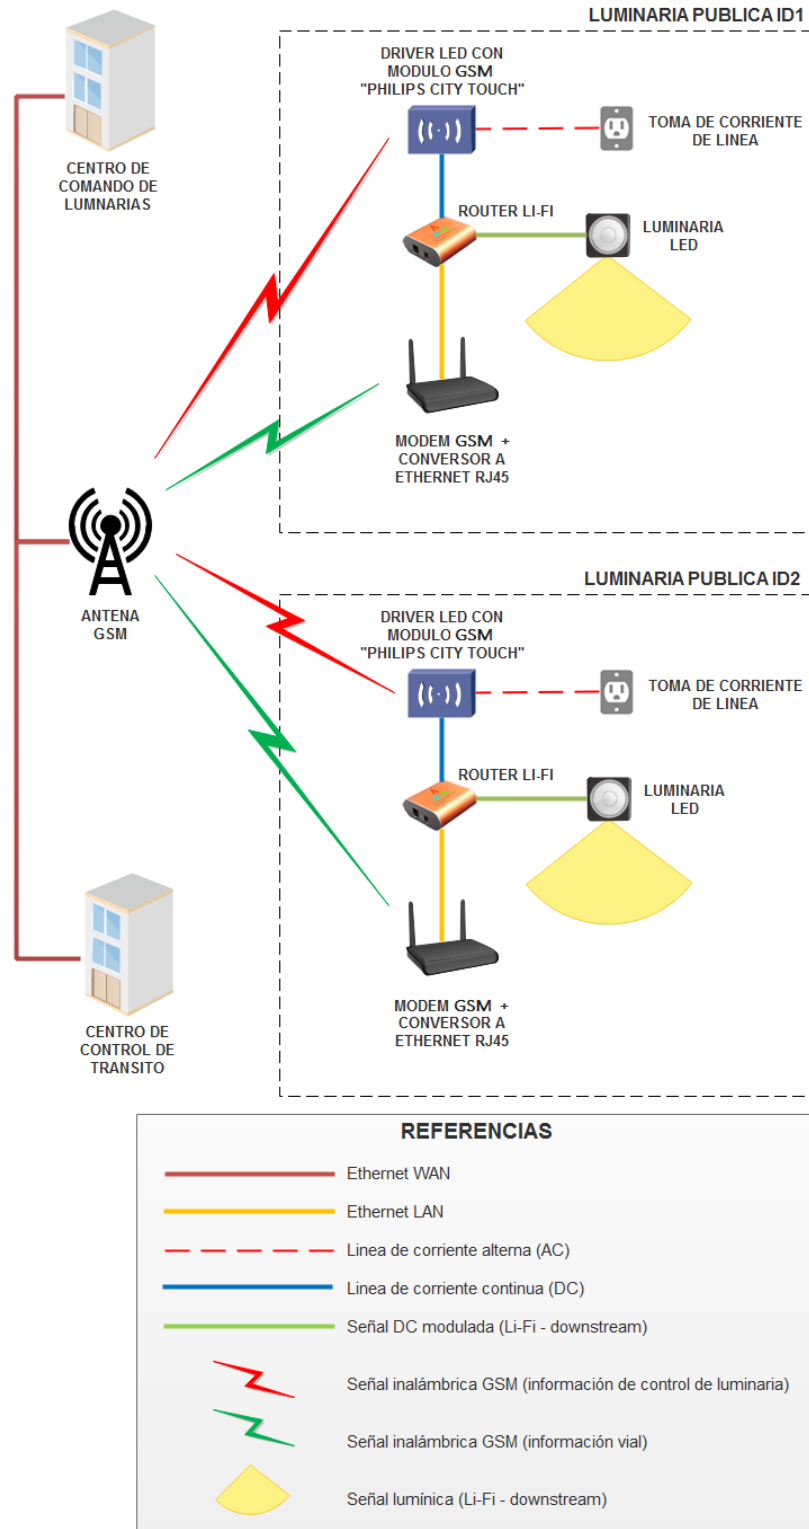 LUMINARIA PUBLICA ID1
DRIVER LED CON
MODULO GSM
"PHILIPS CITY TOUCH"
TOMA DE CORRIENTE
DE LINEA
CENTRO DE
COMANDO DE
LUMNARIAS
ROUTER LI-FI
LUMINARIA
LED
MODEM GSM +
CONVERSOR A
ETHERNET RJ45
ANTENA
GSM
LUMINARIA PUBLICA ID2
DRIVER LED CON
MODULO GSM
"PHILIPS CITY TOUCH"
TOMA DE CORRIENTE
DE LINEA
ROUTER LI-FI
LUMINARIA
LED
MODEM GSM +
CONVERSOR A
ETHERNET RJ45
CENTRO DE
CONTROL DE
TRANSITO
REFERENCIAS
Ethernet WAN
Ethernet LAN
Linea de corriente alterna (AC)
Linea de corriente continua (DC)
Señal DC modulada (Li-Fi - downstream)
Señal inalámbrica GSM (información de control de luminaria)
Señal inalámbrica GSM (información vial)
Señal lumínica (Li-Fi - downstream)